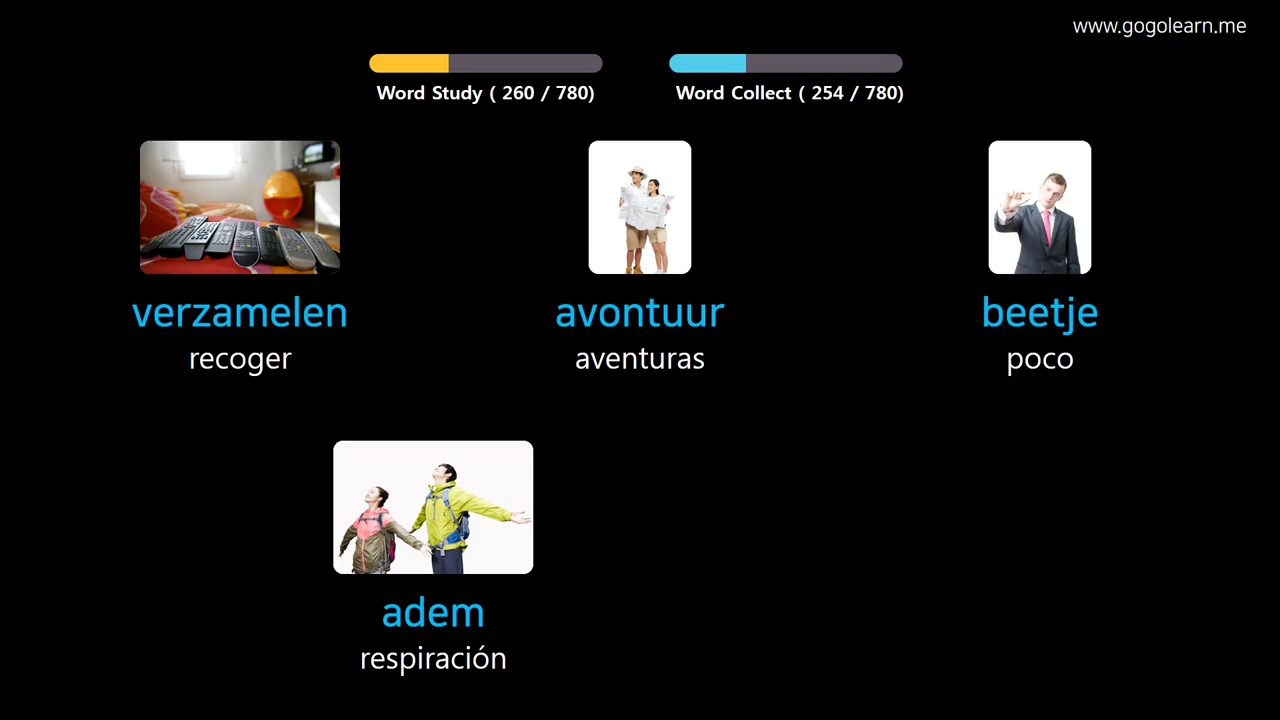 www.gogolearn.me
Word Study ( 260 / 780)
Word Collect ( 254 / 780)
verzamelen
recoger
avontuur
aventuras
beetje
poco
adem
respiración